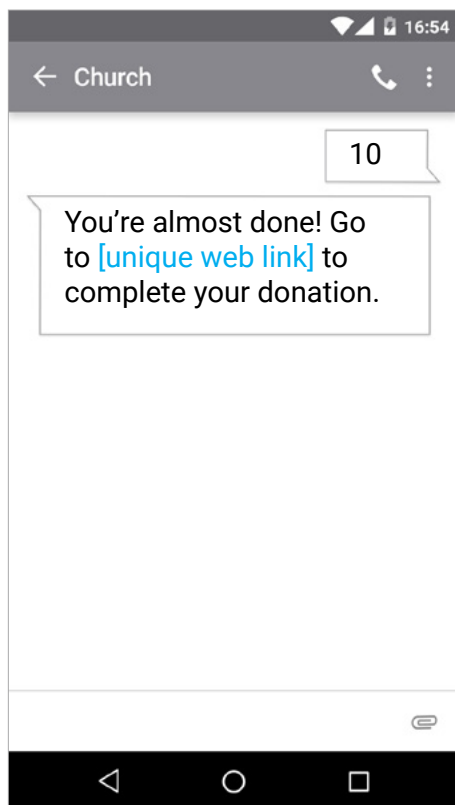 16:54
Church
10
You’re almost done! Go
to [unique web link] to
complete your donation.